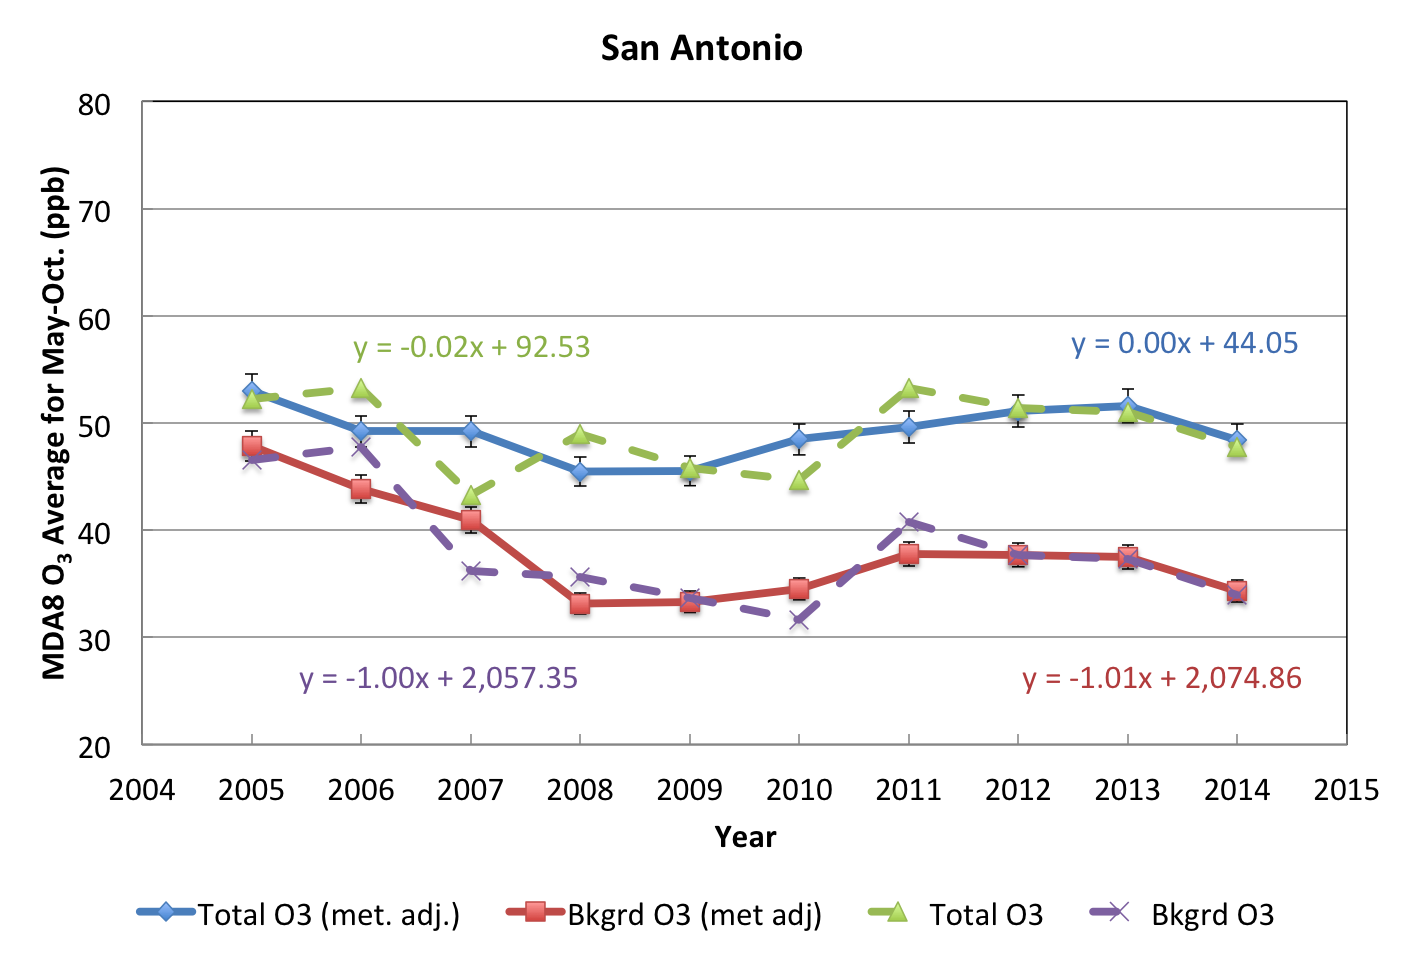 San Antonio
MDA8 O3 Average for May-Oct. (ppb)
80
70
60
50
40
30
20
y = -0.02x + 92.53
y = 0.00x + 44.05
y = -1.00x + 2,057.35
y = -1.01x + 2,074.86
2004 2005 2006 2007 2008 2009 2010 2011 2012 2013 2014 2015
Year
Total O3 (met. adj.) Bkgrd O3 (met adj) Total O3 Bkgrd O3